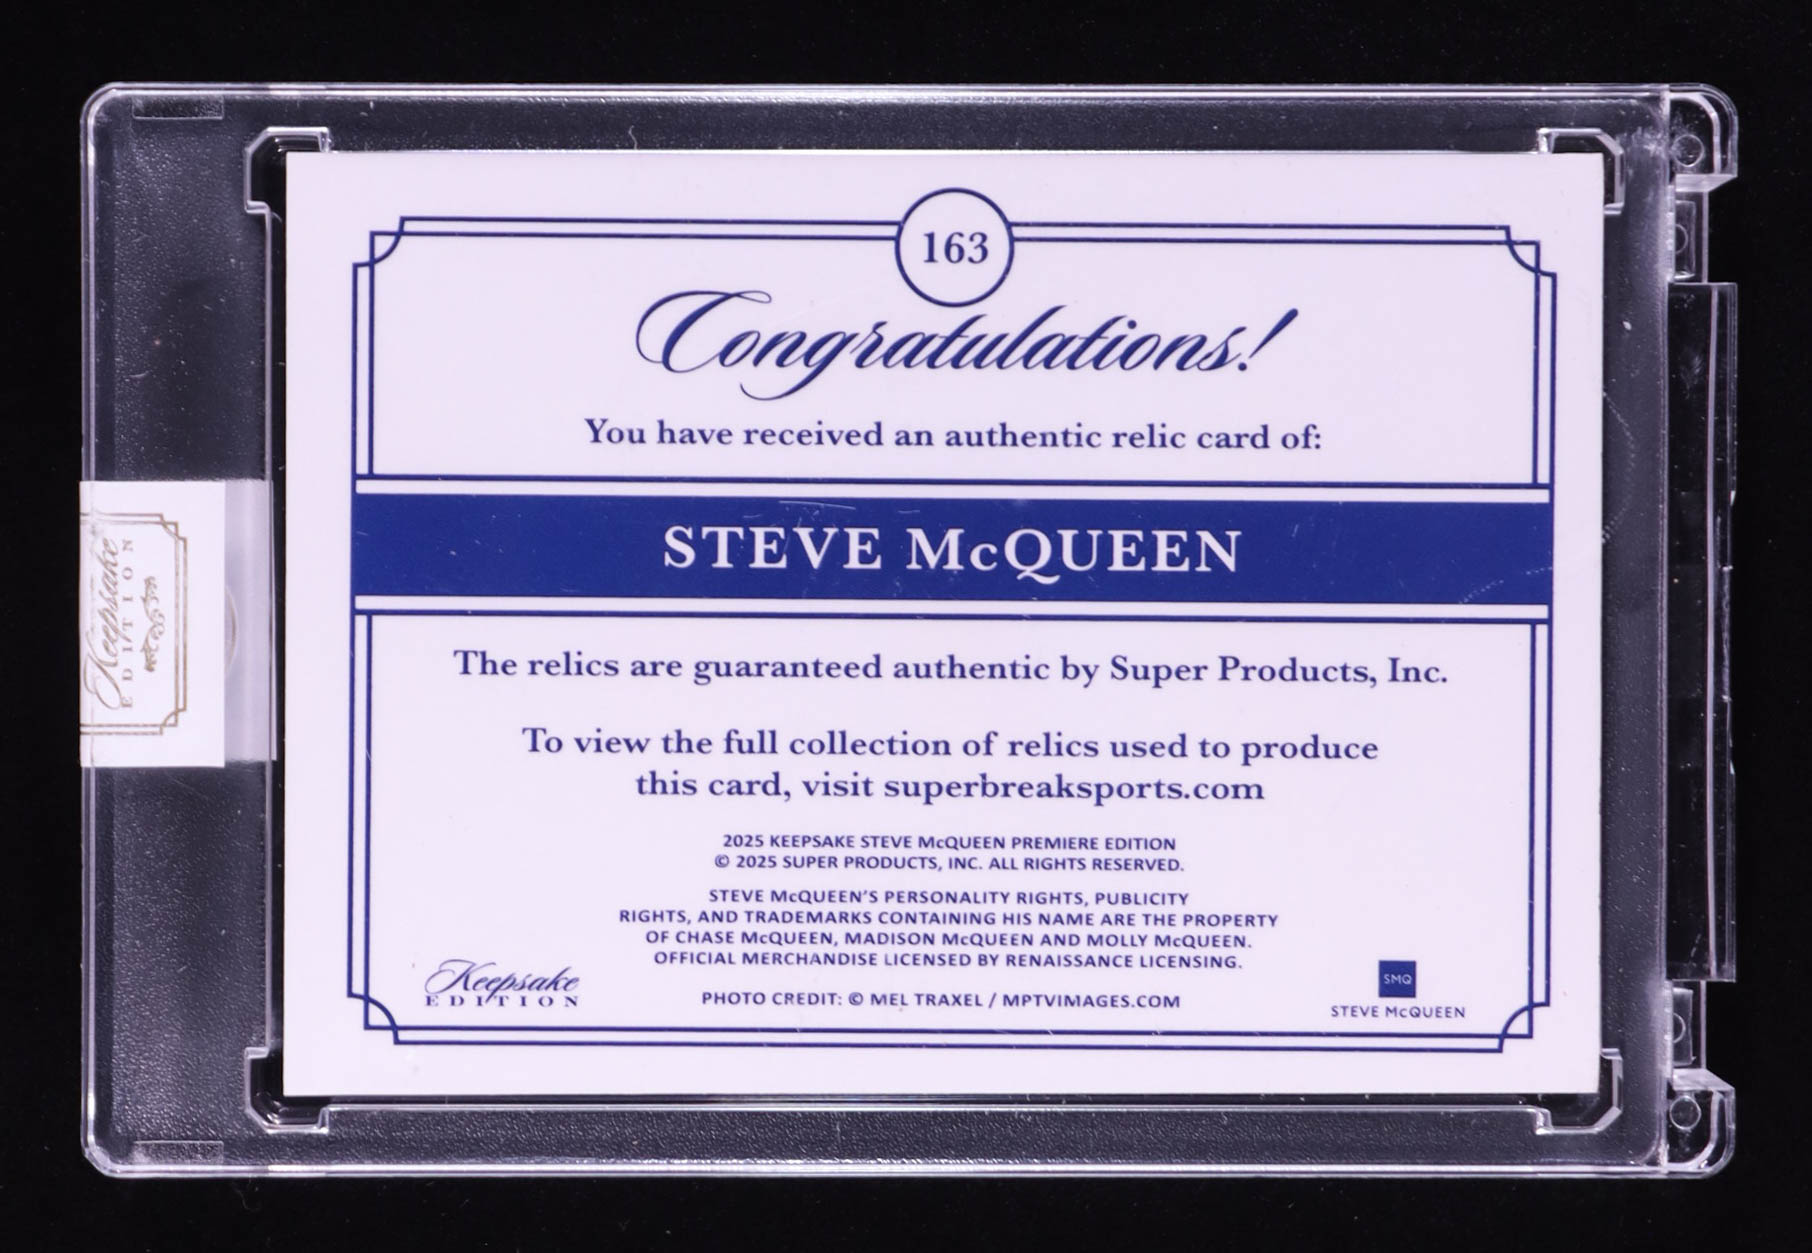 163
Congratulations!
You have received an authentic relic card of:
STEVE McQUEEN
The relics are guaranteed authentic by Super Products, Inc.
To view the full collection of relics used to produce
this card, visit superbreaksports.com
2025 KEEPSAKE STEVE McQUEEN PREMIERE EDITION
© 2025 SUPER PRODUCTS, INC. ALL RIGHTS RESERVED.
STEVE McQUEEN'S PERSONALITY RIGHTS, PUBLICITY
RIGHTS, AND TRADEMARKS CONTAINING HIS NAME ARE THE PROPERTY
OF CHASE McQUEEN, MADISON McQUEEN AND MOLLY McQUEEN.
OFFICIAL MERCHANDISE LICENSED BY RENAISSANCE LICENSING.
PHOTO CREDIT: © MEL TRAXEL / MPTVIMAGES.COM
Keepsake
EDITION
SMQ
STEVE McQUEEN
Keepsake
EDITION